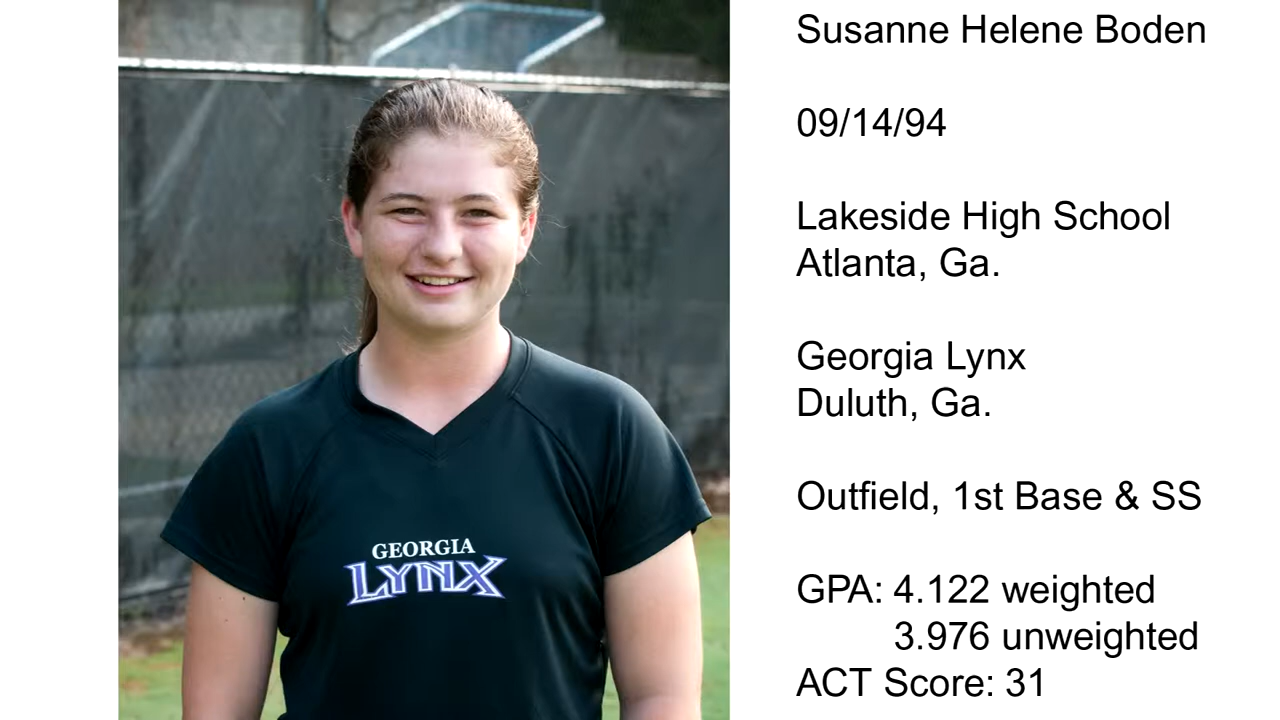 Susanne Helene Boden
09/14/94
Lakeside High School
Atlanta, Ga.
Georgia Lynx
Duluth, Ga.
Outfield, 1st Base & SS
GPA: 4.122 weighted
3.976 unweighted
ACT Score: 31
GEORGIA
LYNX